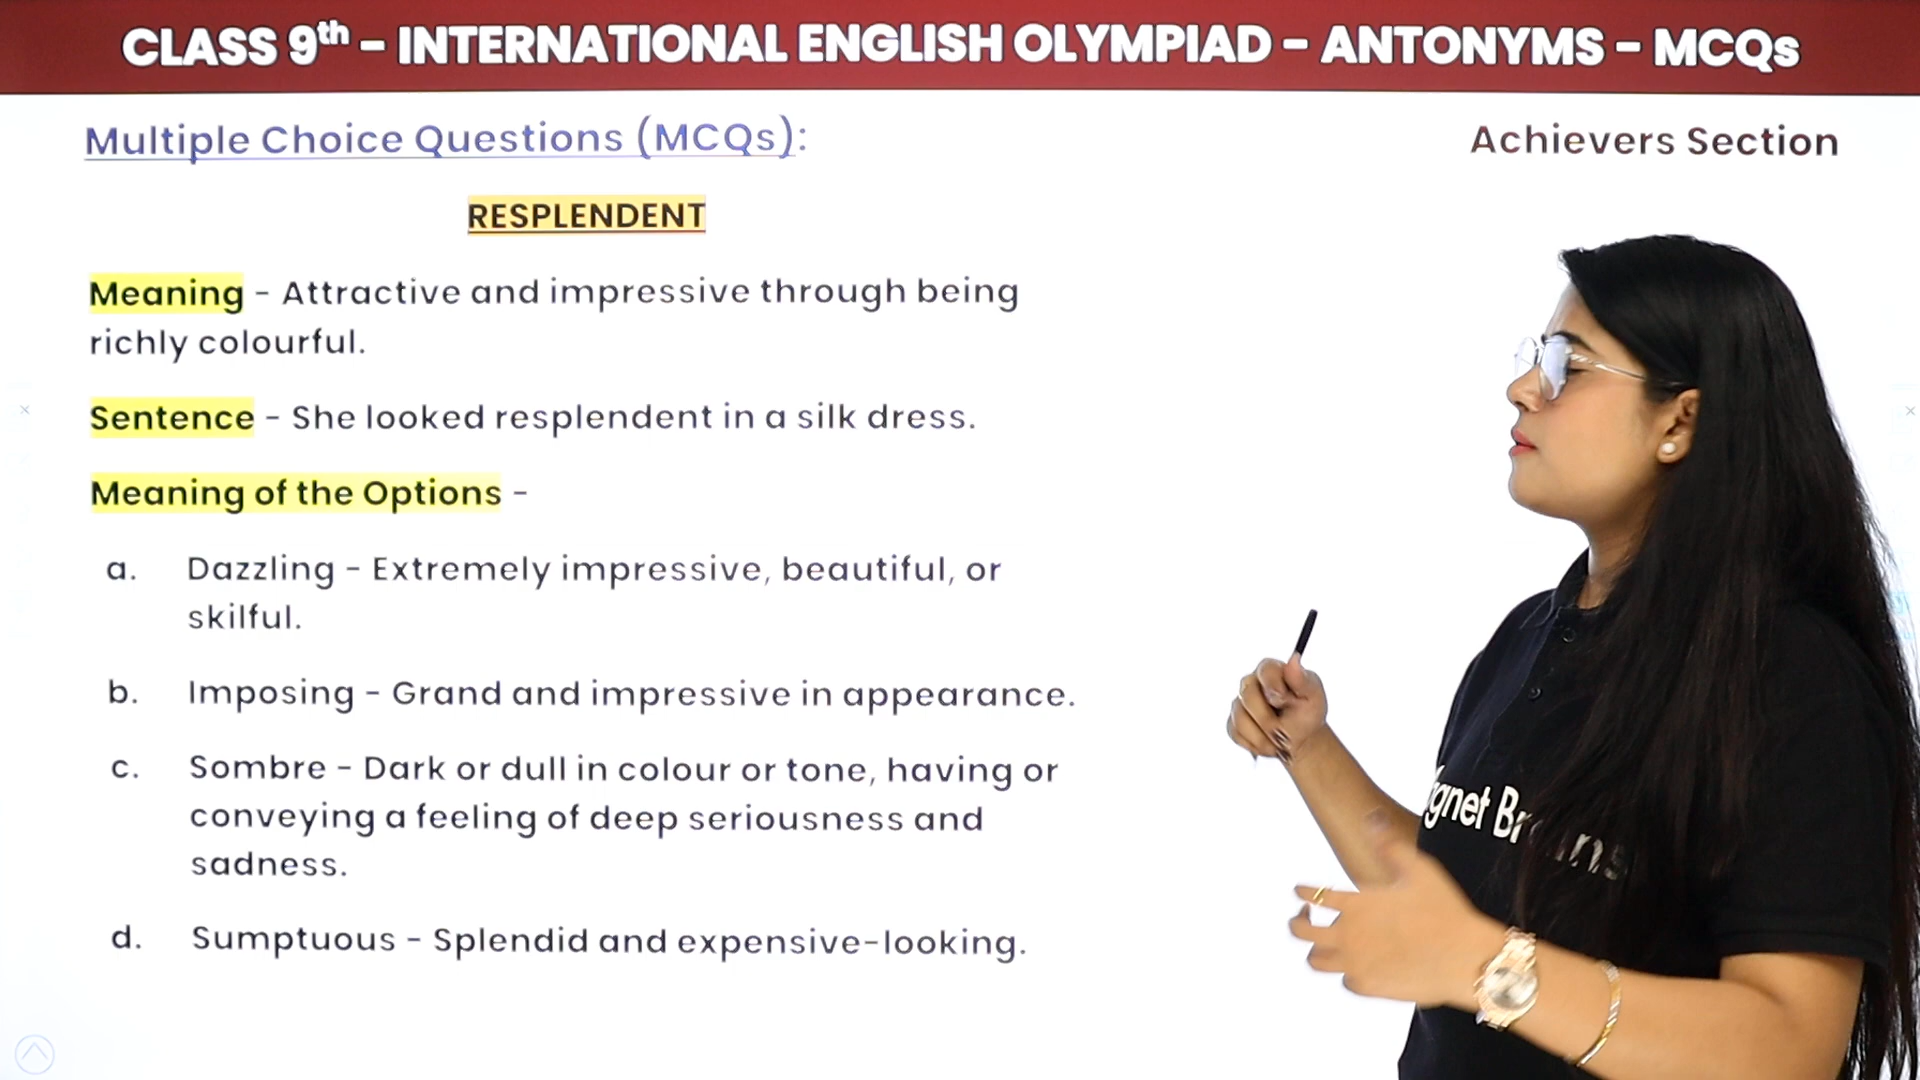 CLASS 9th – INTERNATIONAL ENGLISH OLYMPIAD – ANTONYMS – MCQs
Multiple Choice Questions (MCQs):
Achievers Section
RESPLENDENT
Meaning – Attractive and impressive through being
richly colourful.
Sentence – She looked resplendent in a silk dress.
Meaning of the Options –
a. Dazzling – Extremely impressive, beautiful, or
skilful.
b. Imposing – Grand and impressive in appearance.
c. Sombre – Dark or dull in colour or tone, having or
conveying a feeling of deep seriousness and
sadness.
d. Sumptuous – Splendid and expensive-looking.